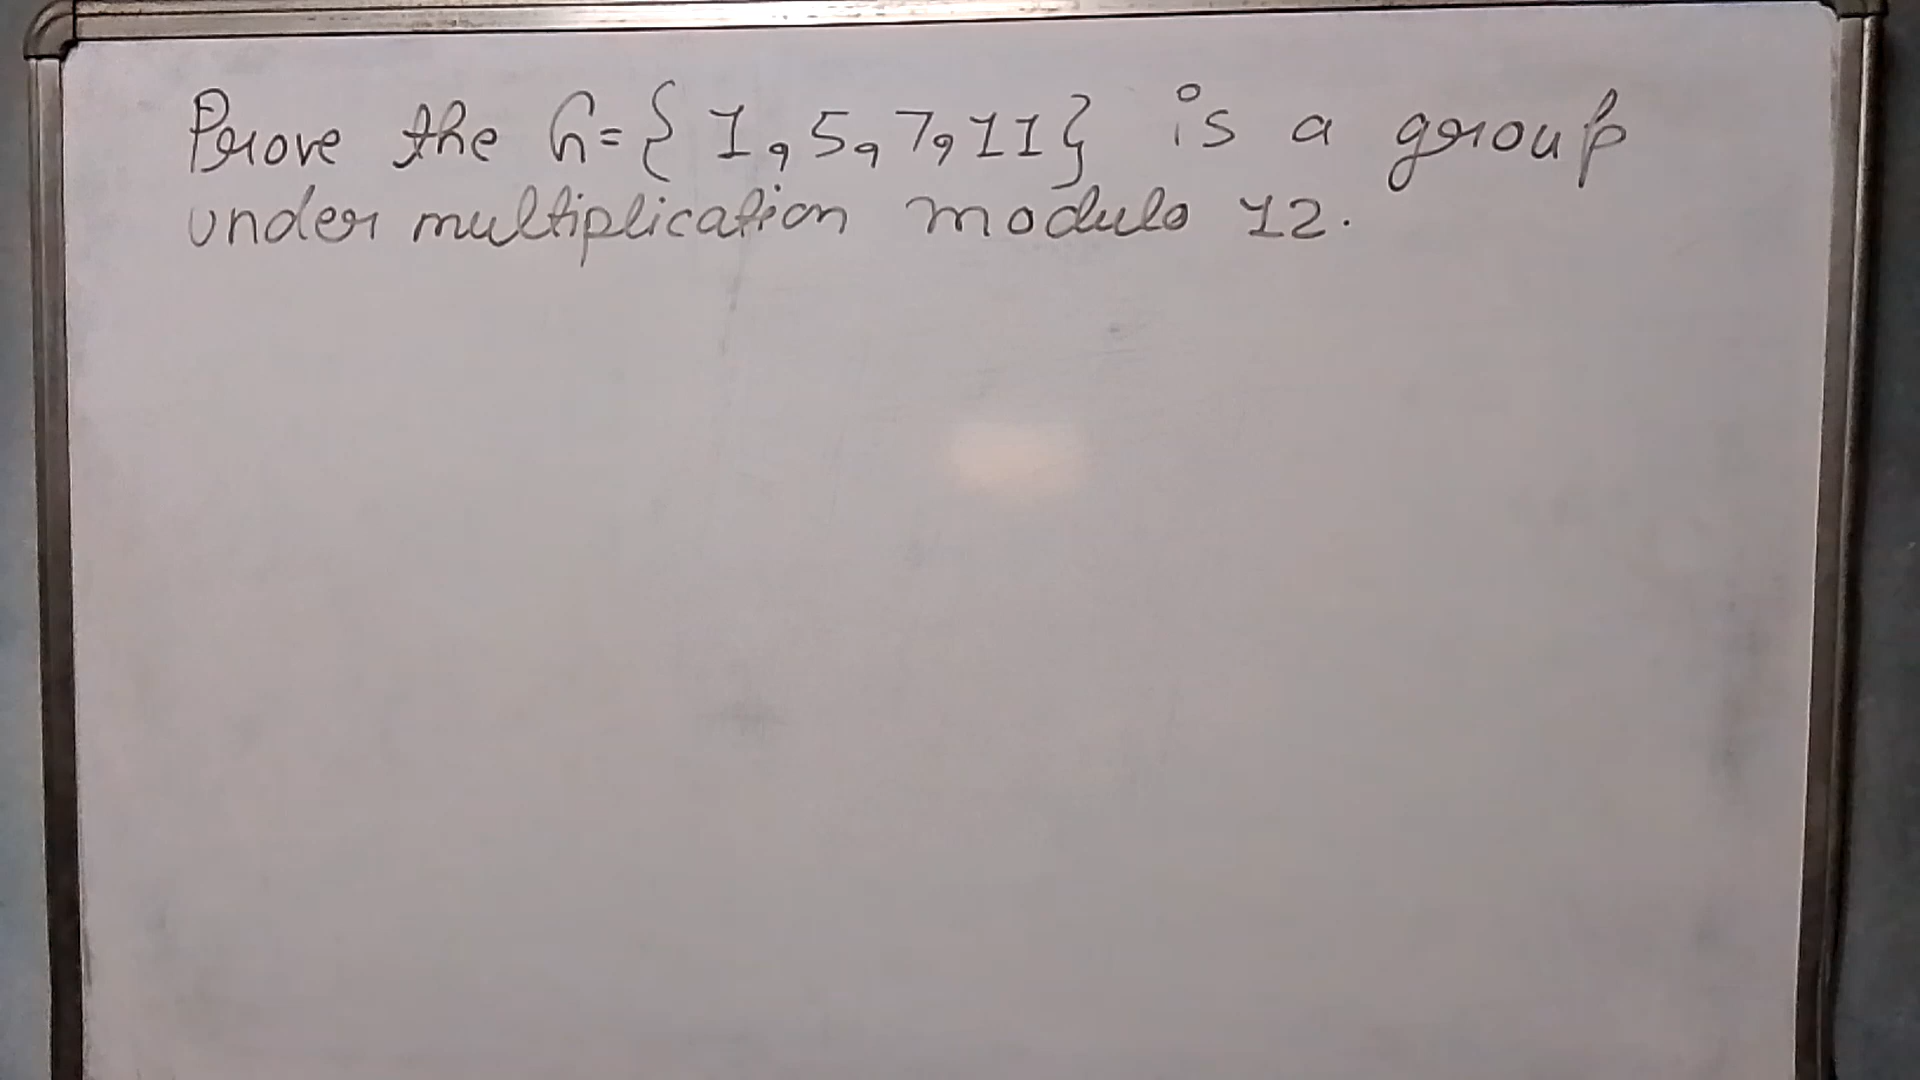 Prove the G={1,5,7,11} is a group
under multiplication modulo 12.